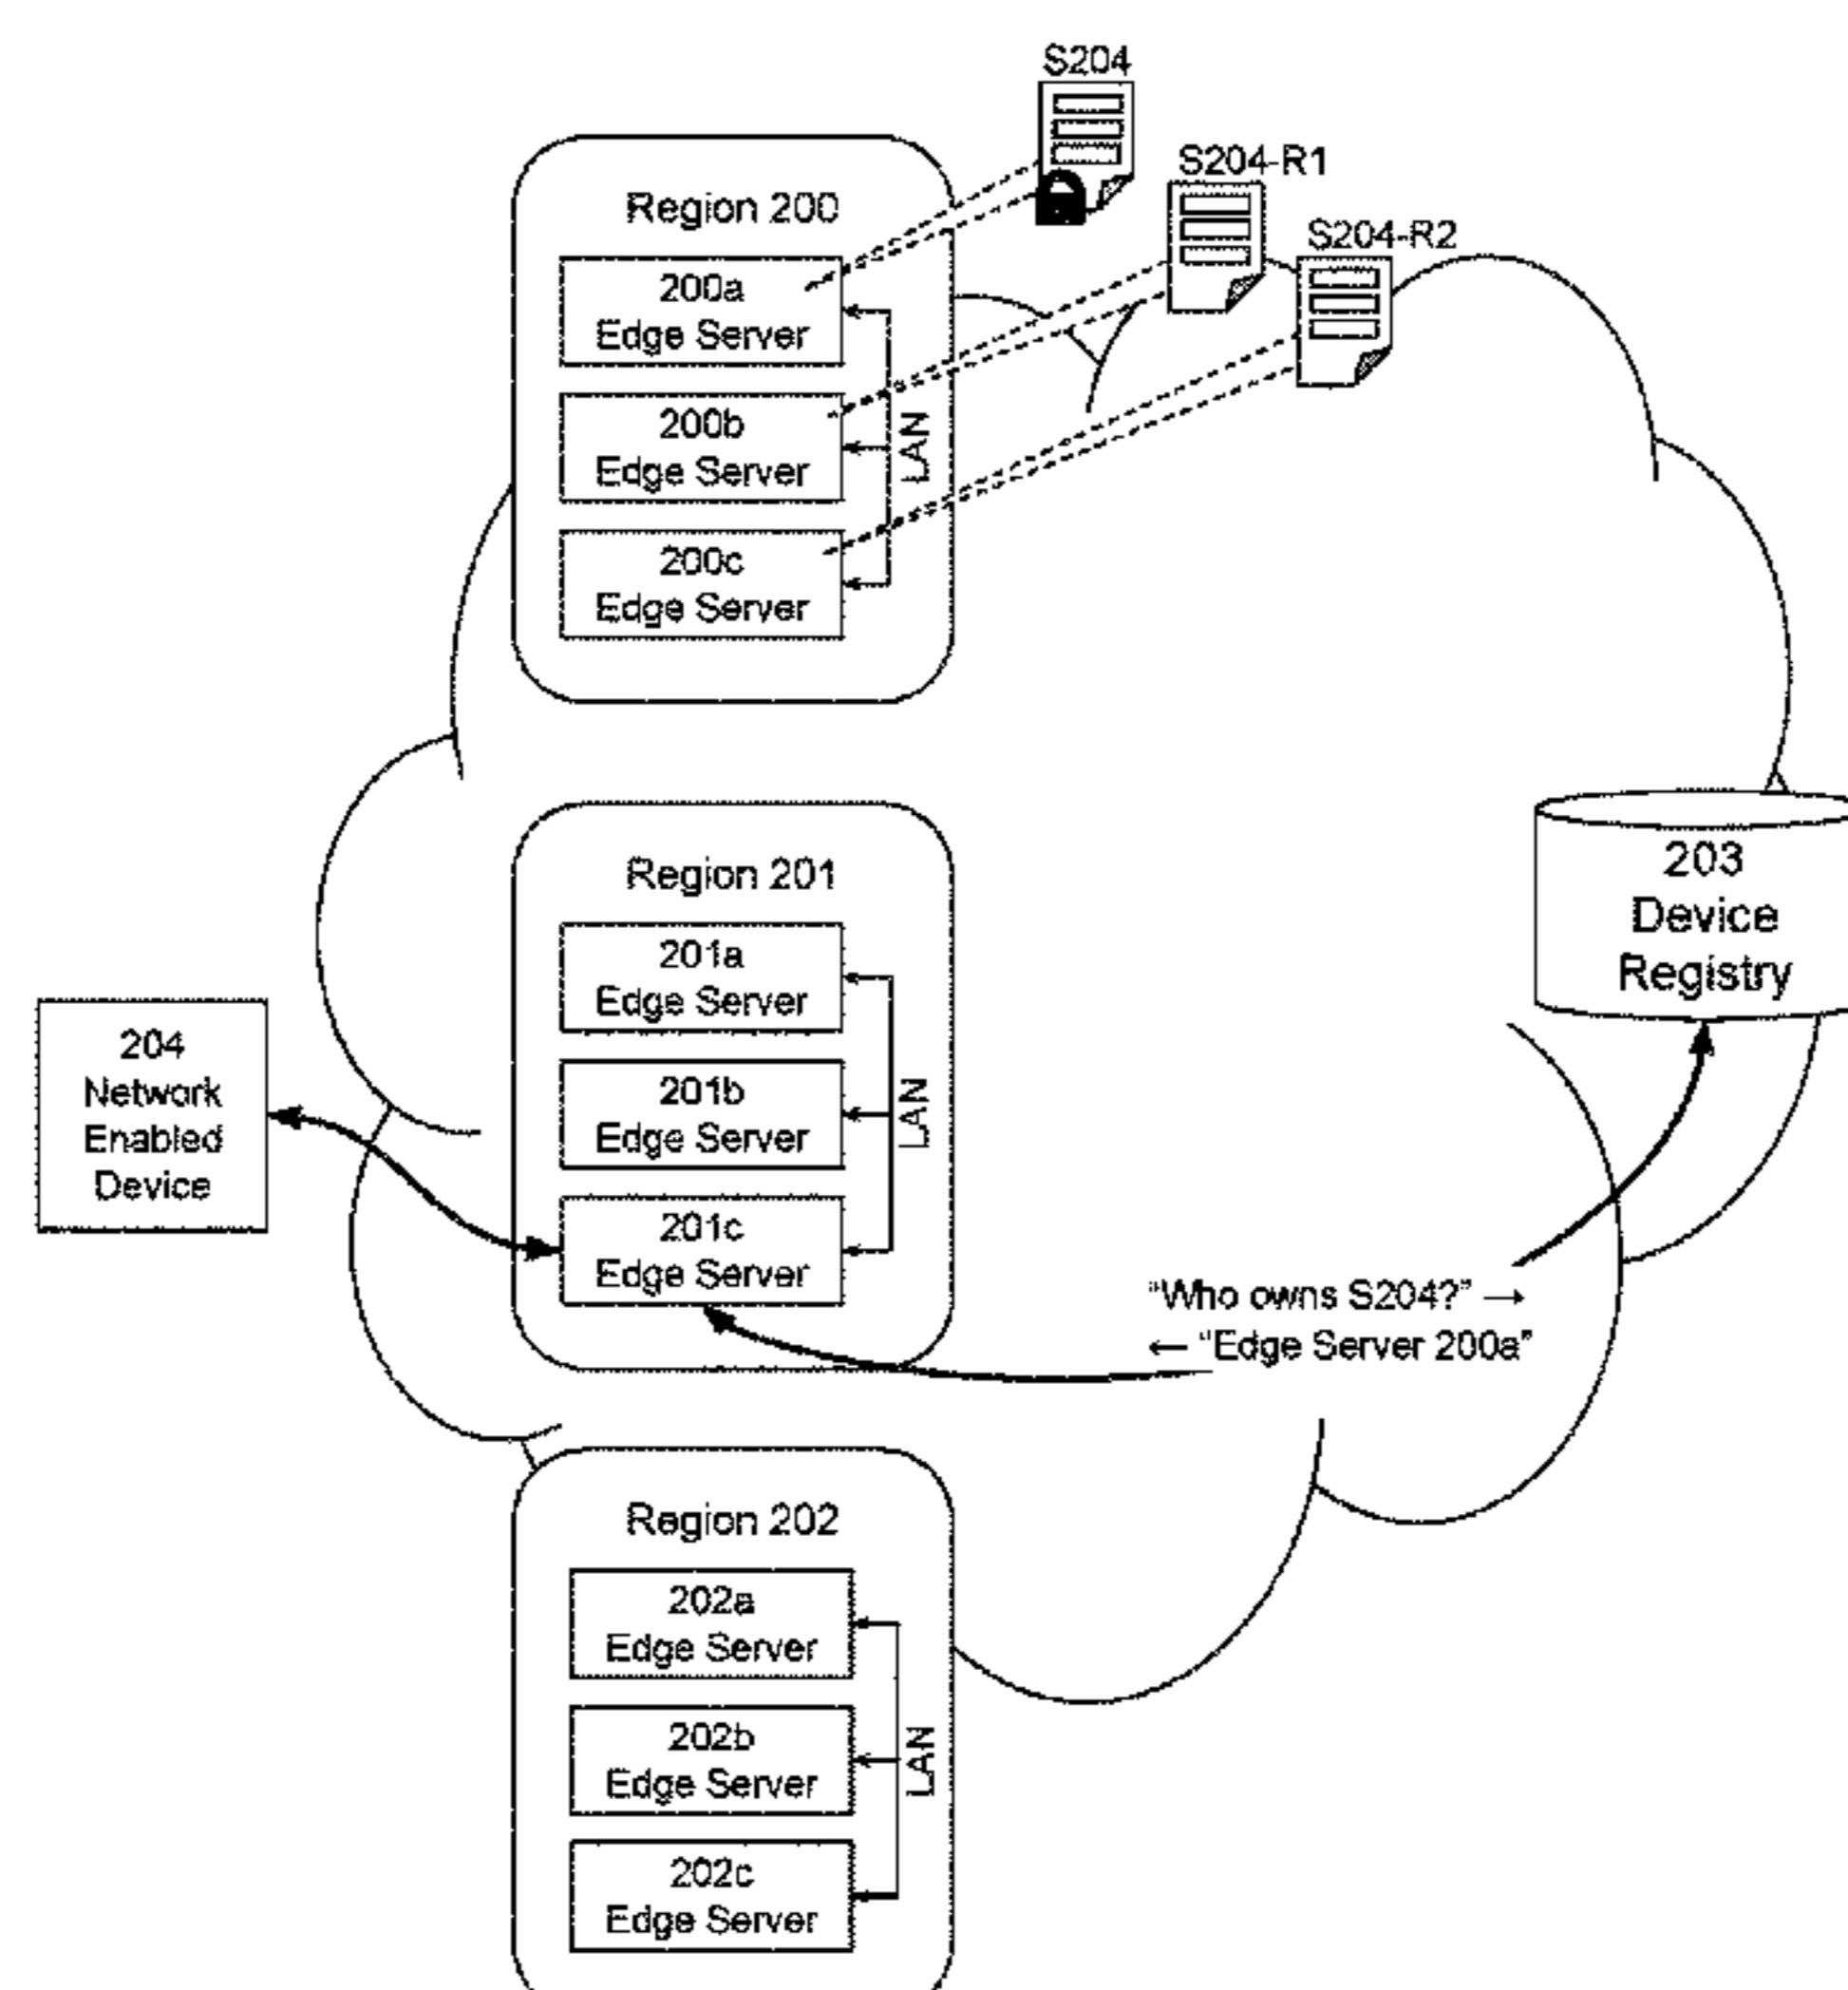 S204
S204-R1
S204-R2
Region 200
200a
Edge Server
200b
Edge Server
200c
Edge Server
LAN
Region 201
201a
Edge Server
201b
Edge Server
201c
Edge Server
LAN
203
Device
Registry
204
Network
Enabled
Device
"Who owns S204?" →
← "Edge Server 200a"
Region 202
202a
Edge Server
202b
Edge Server
202c
Edge Server
LAN